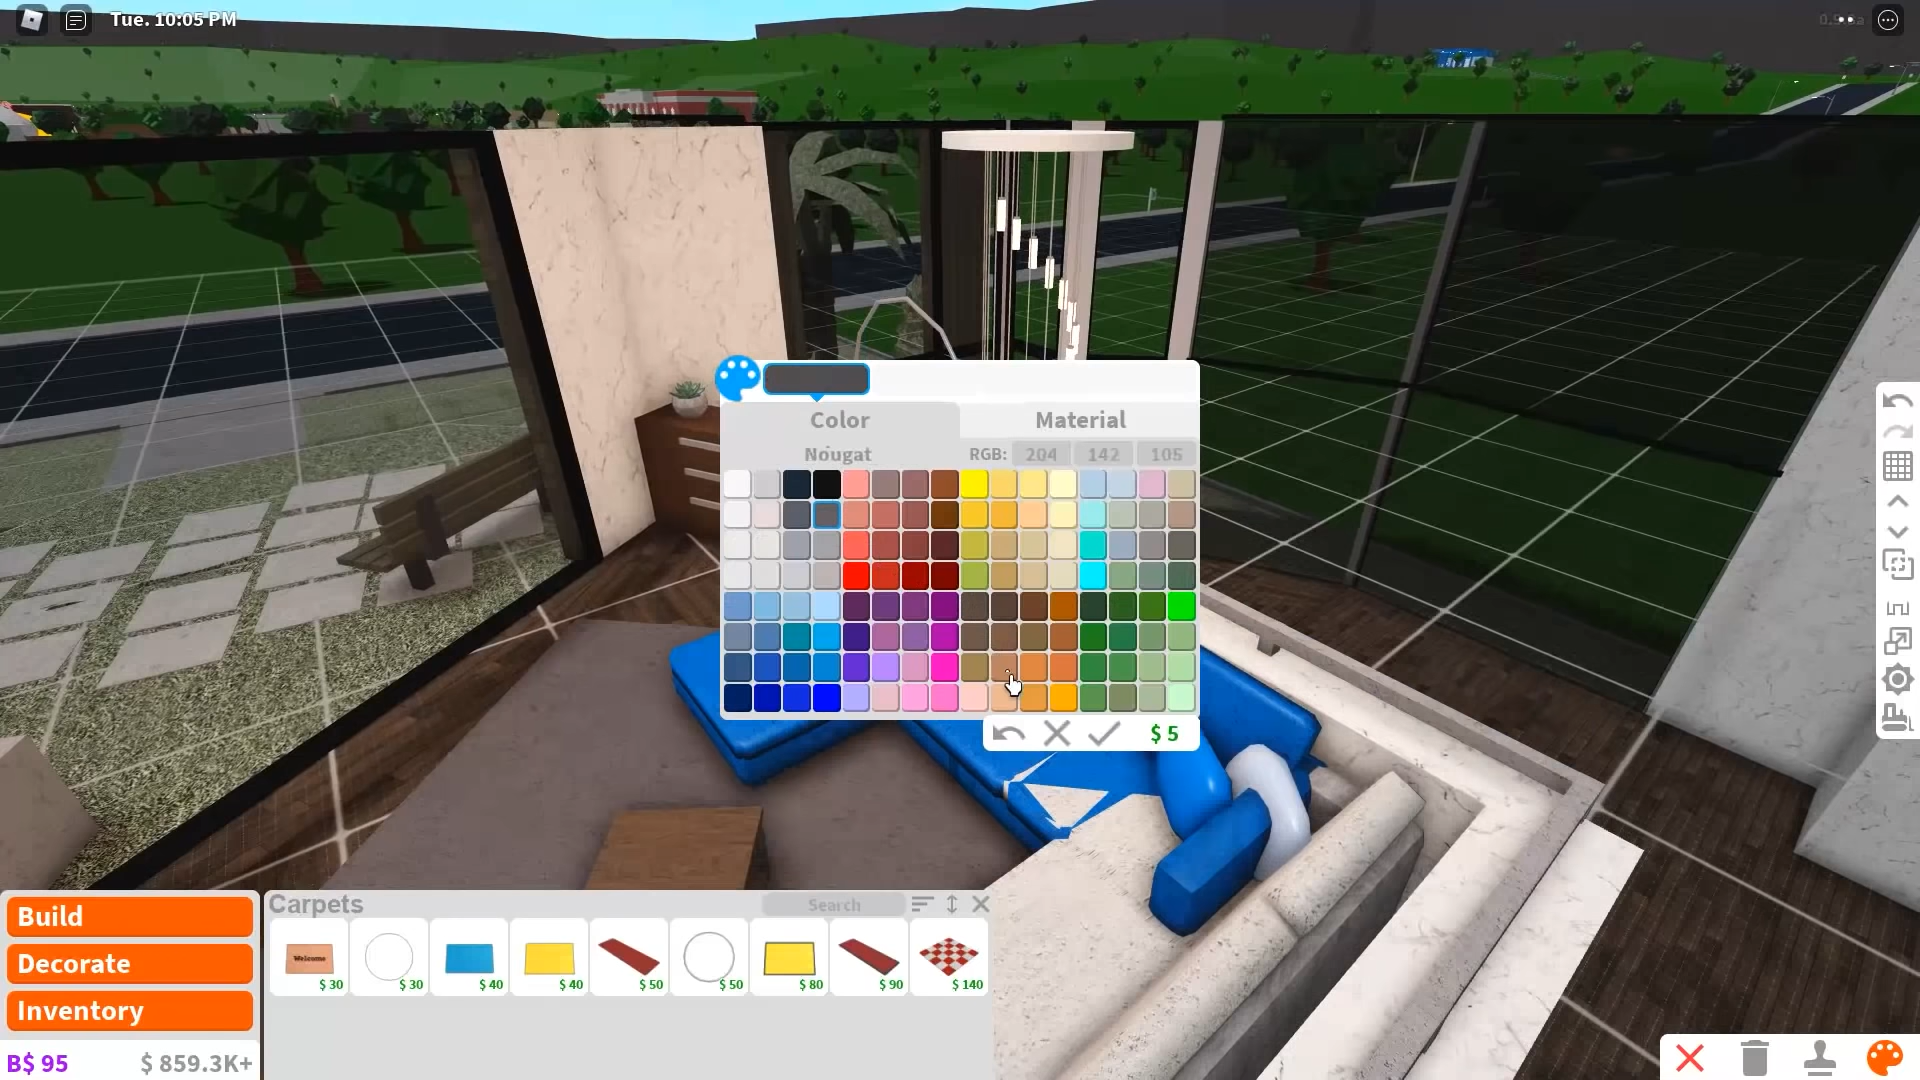 Tue. 10:05 PM
Color
Material
Nougat
RGB: 204 142 105
$ 5
Build
Decorate
Inventory
B$ 95
$ 859.3K+
Carpets
Search
Welcome
$ 30
$ 30
$ 40
$ 40
$ 50
$ 50
$ 80
$ 90
$ 140